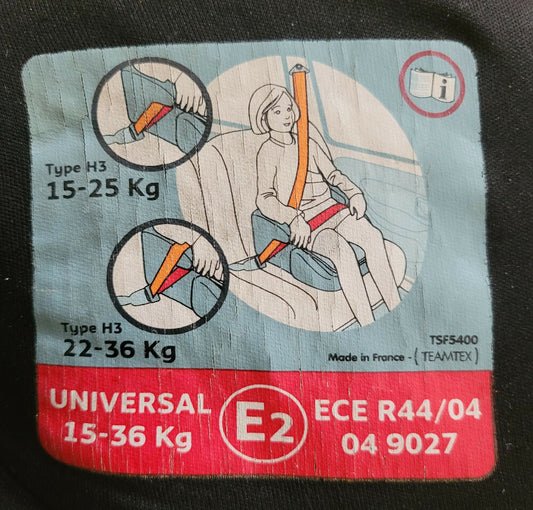 Type H3
15-25 Kg
Type H3
22-36 Kg
TSF5400
Made in France - ( TEAMTEX )
UNIVERSAL
15-36 Kg
E2
ECE R44/04
04 9027
i